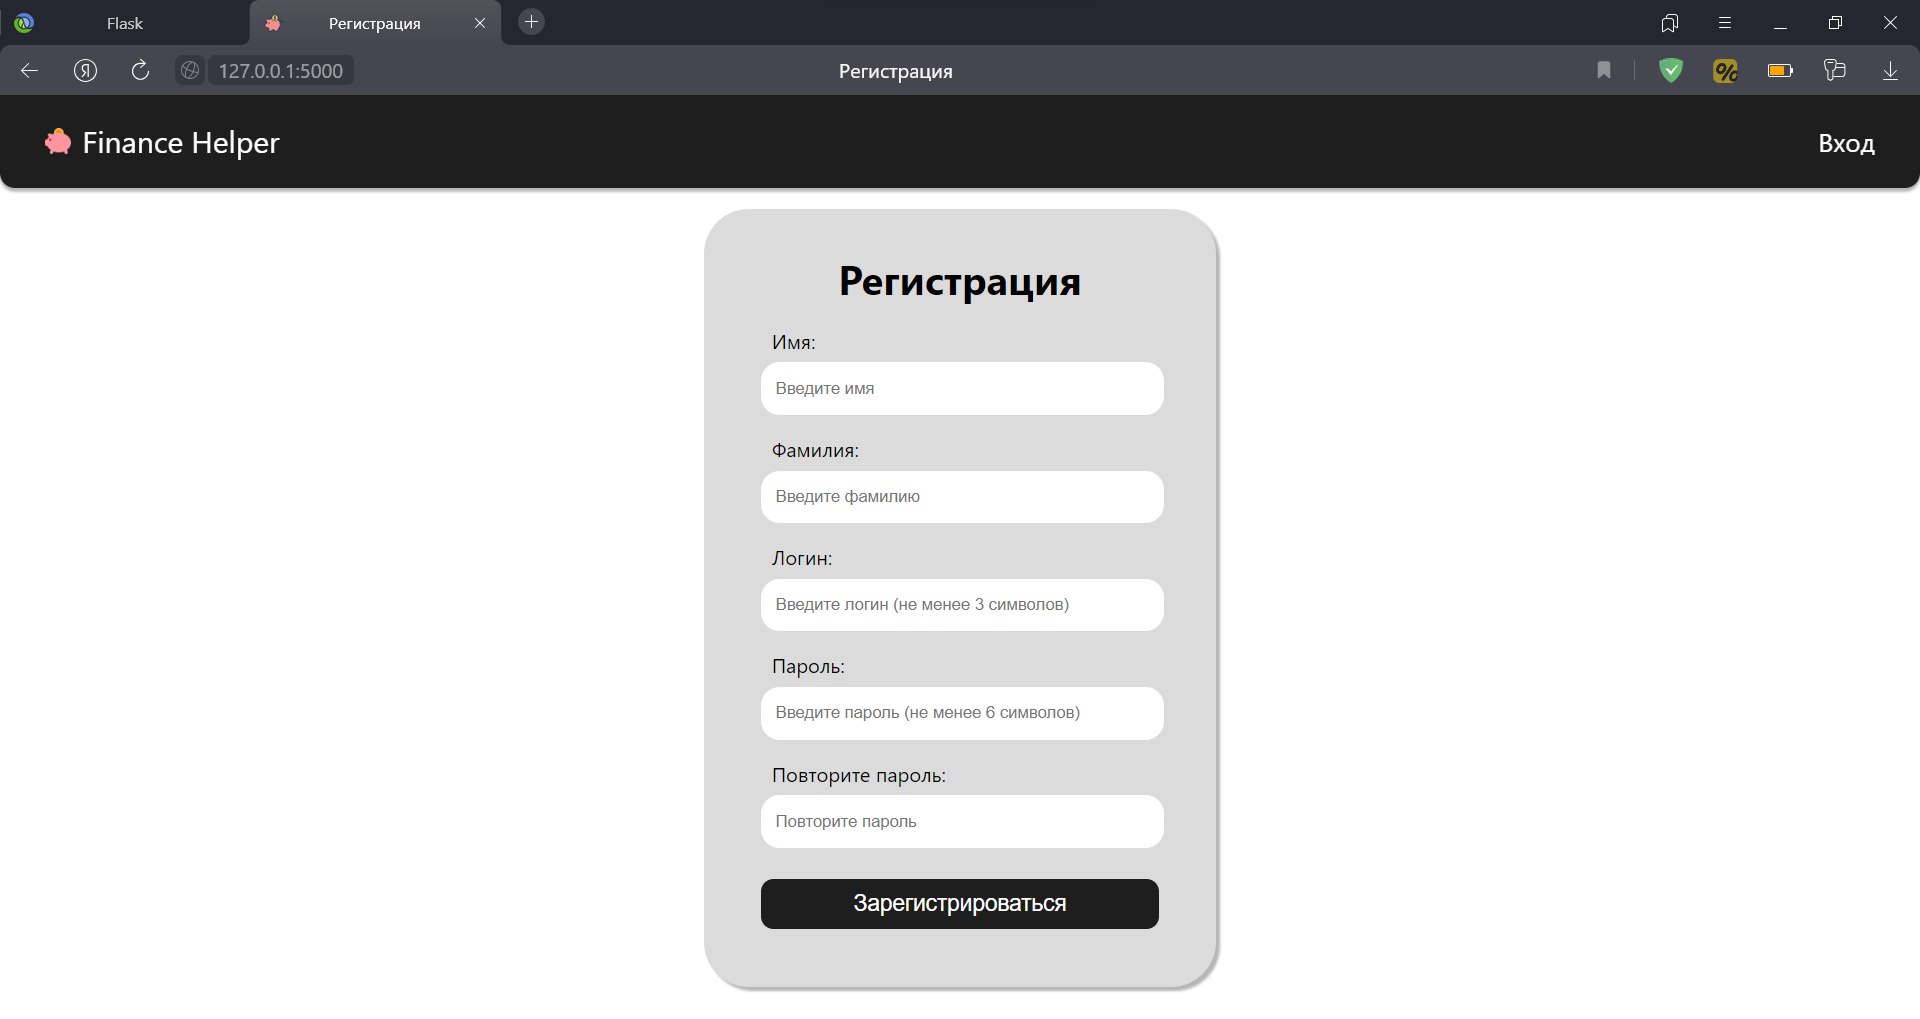 Flask
Регистрация
127.0.0.1:5000
Регистрация
Finance Helper
Вход
Регистрация
Имя:
Введите имя
Фамилия:
Введите фамилию
Логин:
Введите логин (не менее 3 символов)
Пароль:
Введите пароль (не менее 6 символов)
Повторите пароль:
Повторите пароль
Зарегистрироваться